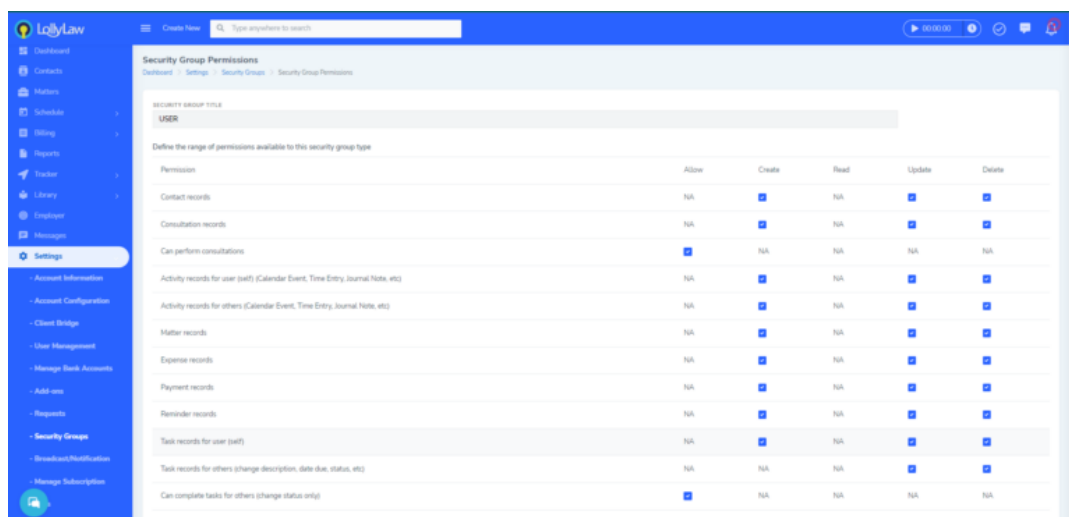 LollyLaw
Create New
Type anywhere to search
00:00:00
Dashboard
Contacts
Matters
Schedule
Billing
Reports
Tracker
Library
Employer
Messages
Settings
- Account Information
- Account Configuration
- Client Bridge
- User Management
- Manage Bank Accounts
- Add-ons
- Requests
- Security Groups
- Broadcast/Notification
- Manage Subscription
Security Group Permissions
Dashboard > Settings > Security Groups > Security Group Permissions
SECURITY GROUP TITLE
USER
Define the range of permissions available to this security group type
Permission Allow Create Read Update Delete
Contact records NA NA
Consultation records NA NA
Can perform consultations NA NA NA NA
Activity records for user (self) (Calendar Event, Time Entry, Journal Note, etc) NA NA
Activity records for others (Calendar Event, Time Entry, Journal Note, etc) NA NA
Matter records NA NA
Expense records NA NA
Payment records NA NA
Reminder records NA NA
Task records for user (self) NA NA
Task records for others (change description, date due, status, etc) NA NA NA
Can complete tasks for others (change status only) NA NA NA NA